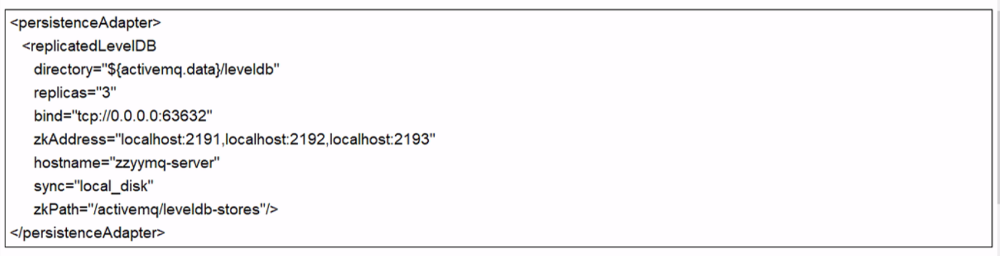 <persistenceAdapter>
<replicatedLevelDB
directory="${activemq.data}/leveldb"
replicas="3"
bind="tcp://0.0.0.0:63632"
zkAddress="localhost:2191,localhost:2192,localhost:2193"
hostname="zzyymq-server"
sync="local_disk"
zkPath="/activemq/leveldb-stores"/>
</persistenceAdapter>